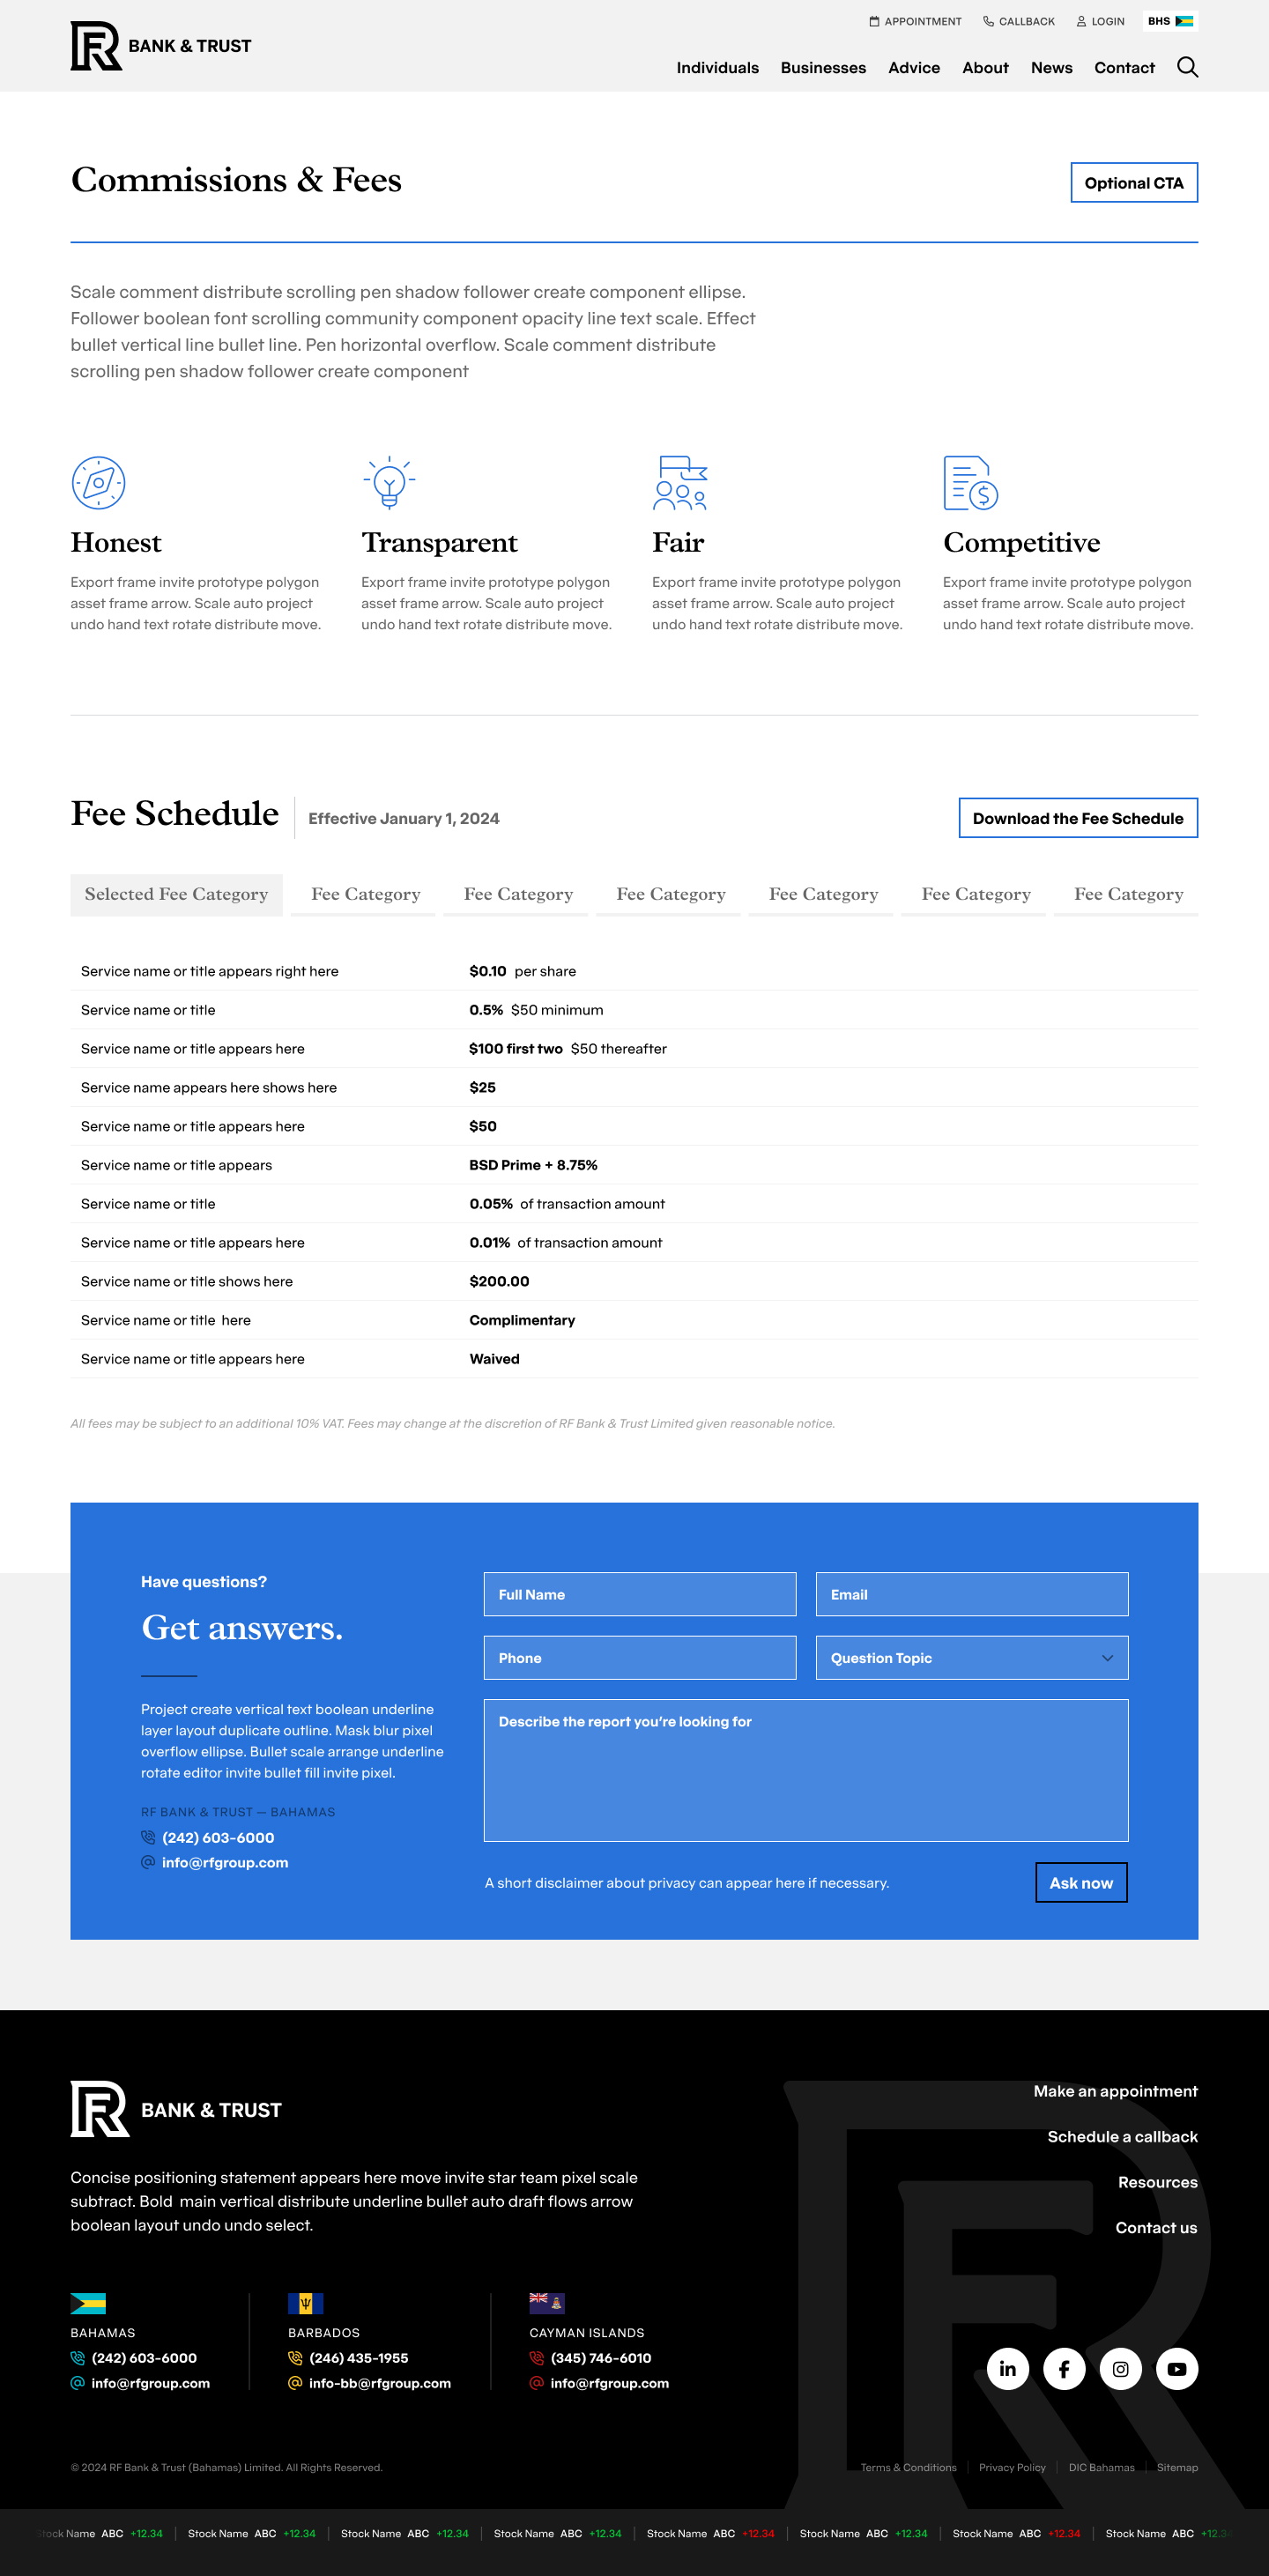 APPOINTMENT CALLBACK LOGIN BHS
BANK & TRUST
Individuals Businesses Advice About News Contact
Commissions & Fees
Optional CTA
Scale comment distribute scrolling pen shadow follower create component ellipse.
Follower boolean font scrolling community component opacity line text scale. Effect
bullet vertical line bullet line. Pen horizontal overflow. Scale comment distribute
scrolling pen shadow follower create component
Honest
Export frame invite prototype polygon
asset frame arrow. Scale auto project
undo hand text rotate distribute move.
Transparent
Export frame invite prototype polygon
asset frame arrow. Scale auto project
undo hand text rotate distribute move.
Fair
Export frame invite prototype polygon
asset frame arrow. Scale auto project
undo hand text rotate distribute move.
Competitive
Export frame invite prototype polygon
asset frame arrow. Scale auto project
undo hand text rotate distribute move.
Fee Schedule
Effective January 1, 2024
Download the Fee Schedule
Selected Fee Category Fee Category Fee Category Fee Category Fee Category Fee Category Fee Category
Service name or title appears right here $0.10 per share
Service name or title 0.5% $50 minimum
Service name or title appears here $100 first two $50 thereafter
Service name appears here shows here $25
Service name or title appears here $50
Service name or title appears BSD Prime + 8.75%
Service name or title 0.05% of transaction amount
Service name or title appears here 0.01% of transaction amount
Service name or title shows here $200.00
Service name or title here Complimentary
Service name or title appears here Waived
All fees may be subject to an additional 10% VAT. Fees may change at the discretion of RF Bank & Trust Limited given reasonable notice.
Have questions?
Get answers.
Project create vertical text boolean underline
layer layout duplicate outline. Mask blur pixel
overflow ellipse. Bullet scale arrange underline
rotate editor invite bullet fill invite pixel.
RF BANK & TRUST — BAHAMAS
(242) 603-6000
info@rfgroup.com
Full Name
Email
Phone
Question Topic
Describe the report you're looking for
A short disclaimer about privacy can appear here if necessary.
Ask now
BANK & TRUST
Concise positioning statement appears here move invite star team pixel scale
subtract. Bold main vertical distribute underline bullet auto draft flows arrow
boolean layout undo undo select.
Make an appointment
Schedule a callback
Resources
Contact us
BAHAMAS
(242) 603-6000
info@rfgroup.com
BARBADOS
(246) 435-1955
info-bb@rfgroup.com
CAYMAN ISLANDS
(345) 746-6010
info@rfgroup.com
© 2024 RF Bank & Trust (Bahamas) Limited. All Rights Reserved.
Terms & Conditions Privacy Policy DIC Bahamas Sitemap
Stock Name ABC +12.34 Stock Name ABC +12.34 Stock Name ABC +12.34 Stock Name ABC +12.34 Stock Name ABC +12.34 Stock Name ABC +12.34 Stock Name ABC +12.34 Stock Name ABC +12.34